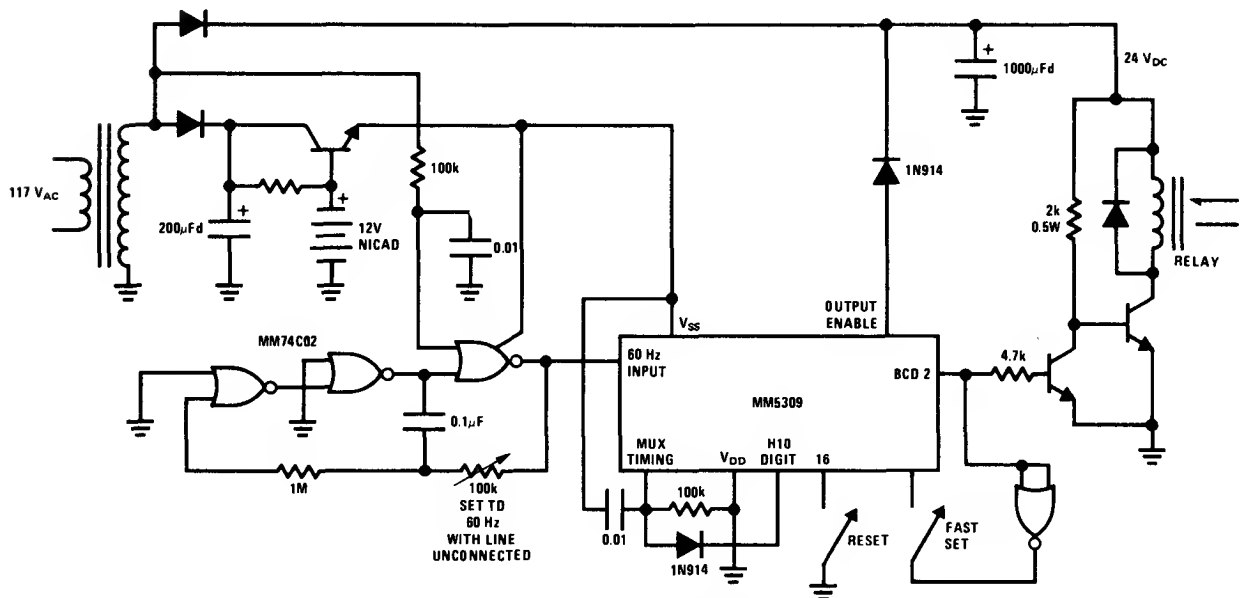 24 VDC
1000μFd
+
117 VAC
200μFd
+
12V
NICAD
+
100k
0.01
1N914
2k
0.5W
RELAY
MM74C02
VSS
OUTPUT
ENABLE
60 Hz
INPUT
BCD 2
4.7k
MM5309
0.1μF
MUX
TIMING
VDD
H10
DIGIT
16
1M
100k
SET TD
60 Hz
WITH LINE
UNCONNECTED
0.01
100k
1N914
RESET
FAST
SET